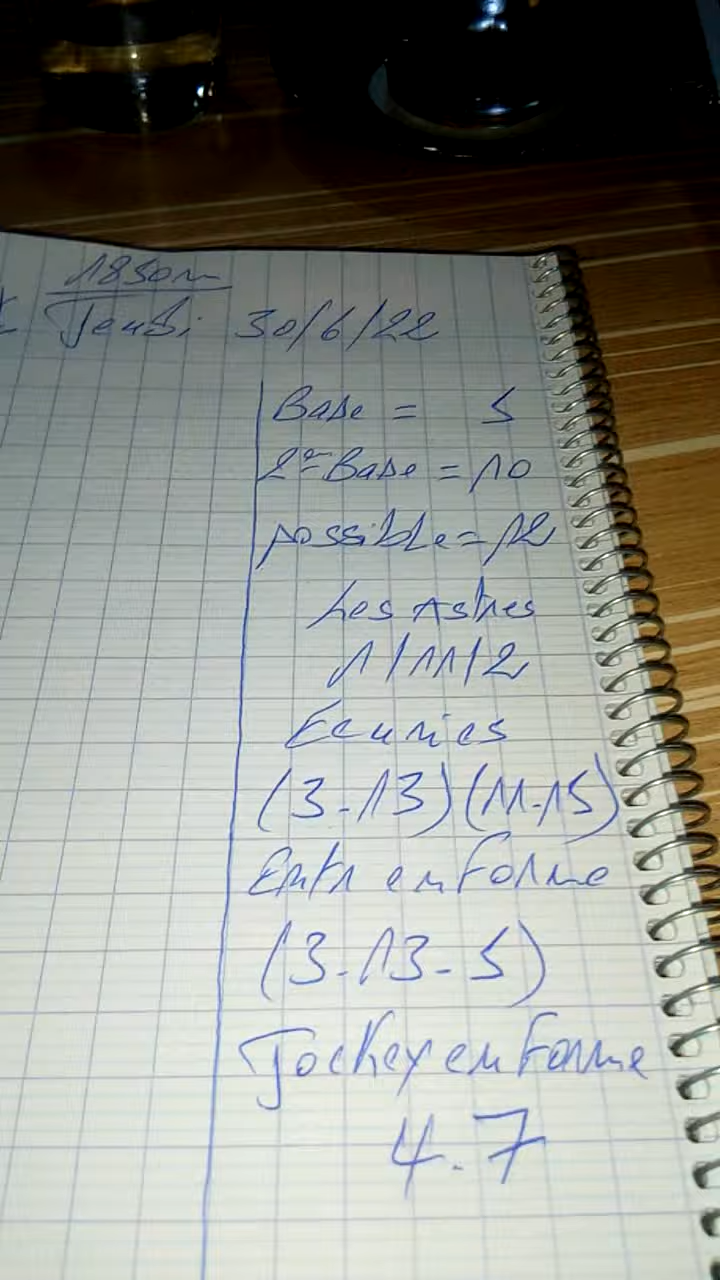 1850m
Jeudi 30/6/22
Base = 5
2e Base = 10
possible = 12
Les Astres
1/11/2
Ecuries
(3-13)(11-15)
Entr en forme
(3-13-5)
Jockey en forme
4.7